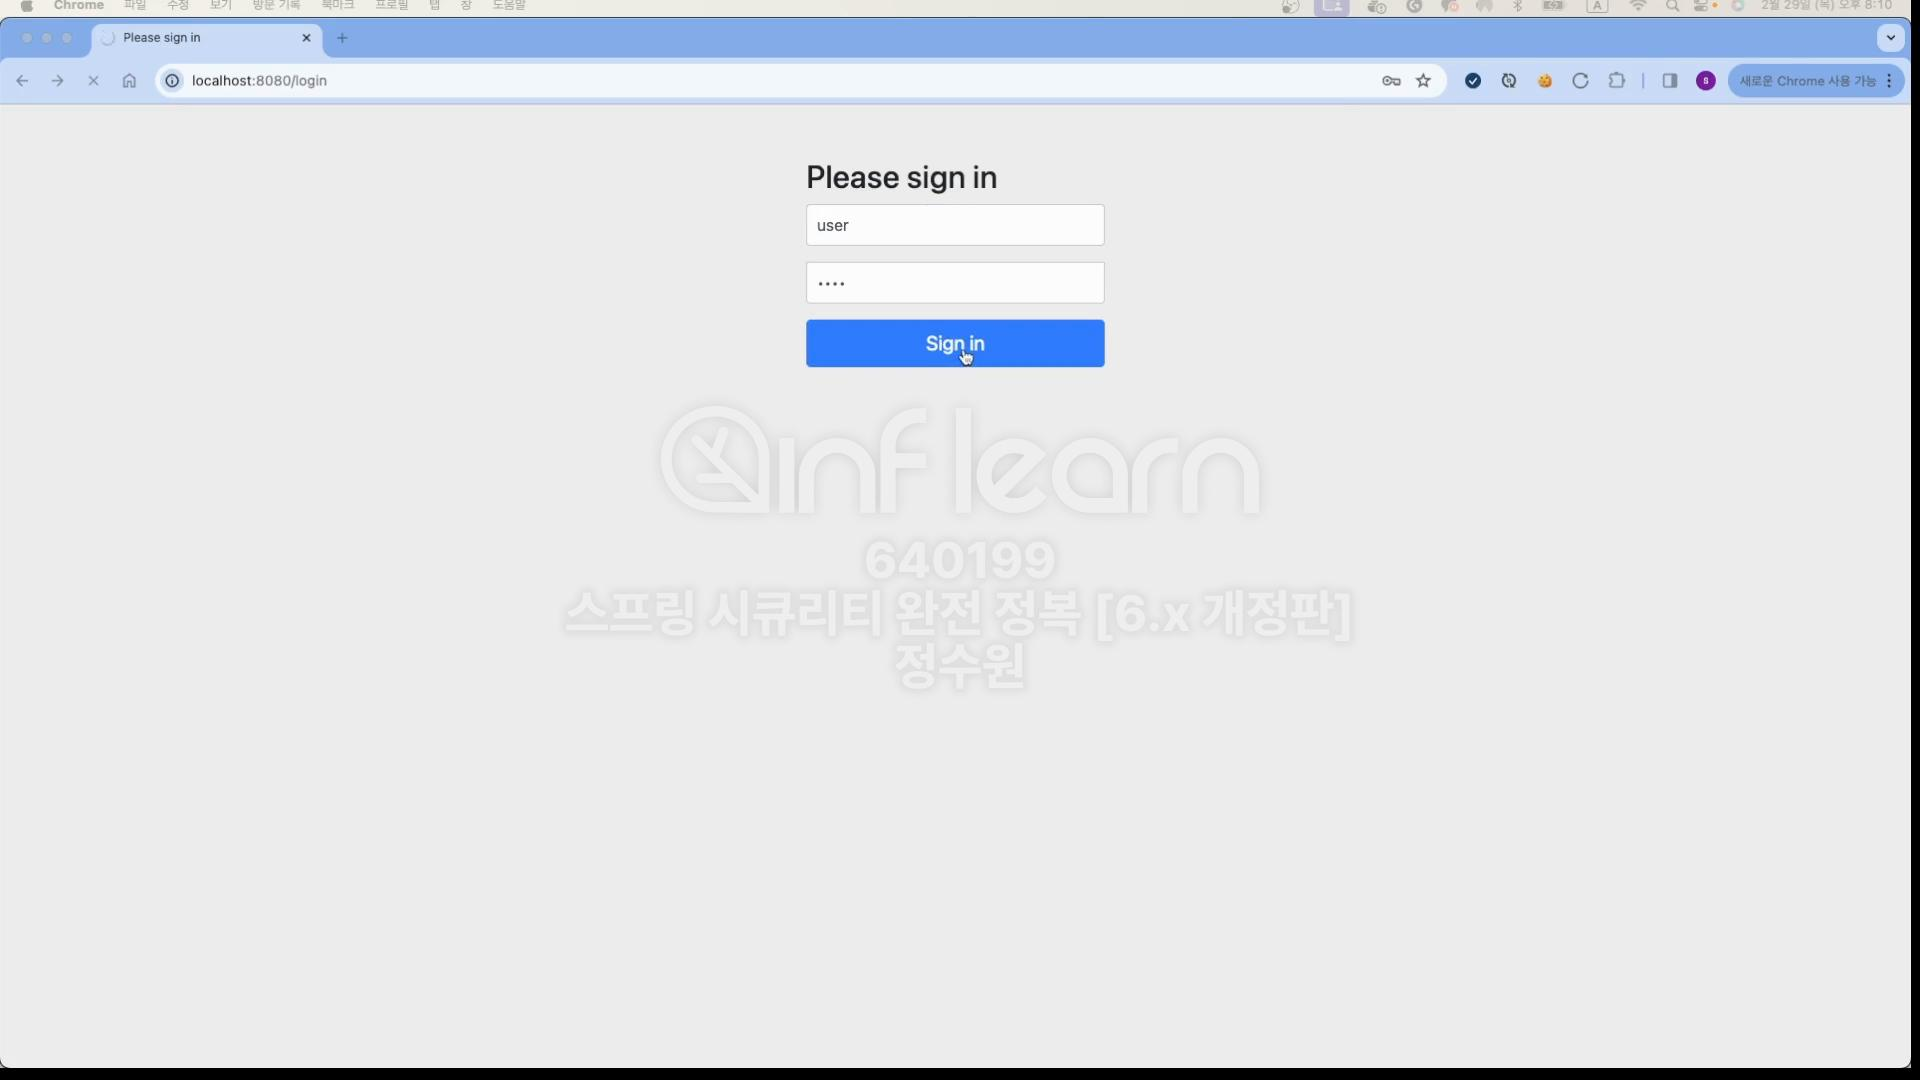 Chrome 파일 수정 보기 방문 기록 북마크 프로필 탭 창 도움말 A 2월 29일 (목) 오후 8:10
Please sign in
localhost:8080/login
s 새로운 Chrome 사용 가능
Please sign in
user
••••
Sign in
inflearn
640199
스프링 시큐리티 완전 정복 [6.x 개정판]
정수원